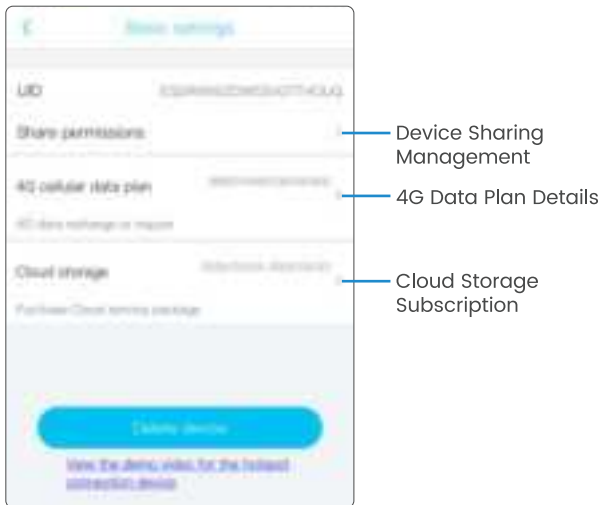 Basic settings
UID
Share permissions
Device Sharing
Management
4G cellular data plan
4G Data Plan Details
4G data recharge or request
Cloud storage
Cloud Storage
Subscription
Purchase Cloud service package
Delete device
View the demo video for the hotspot
connection device